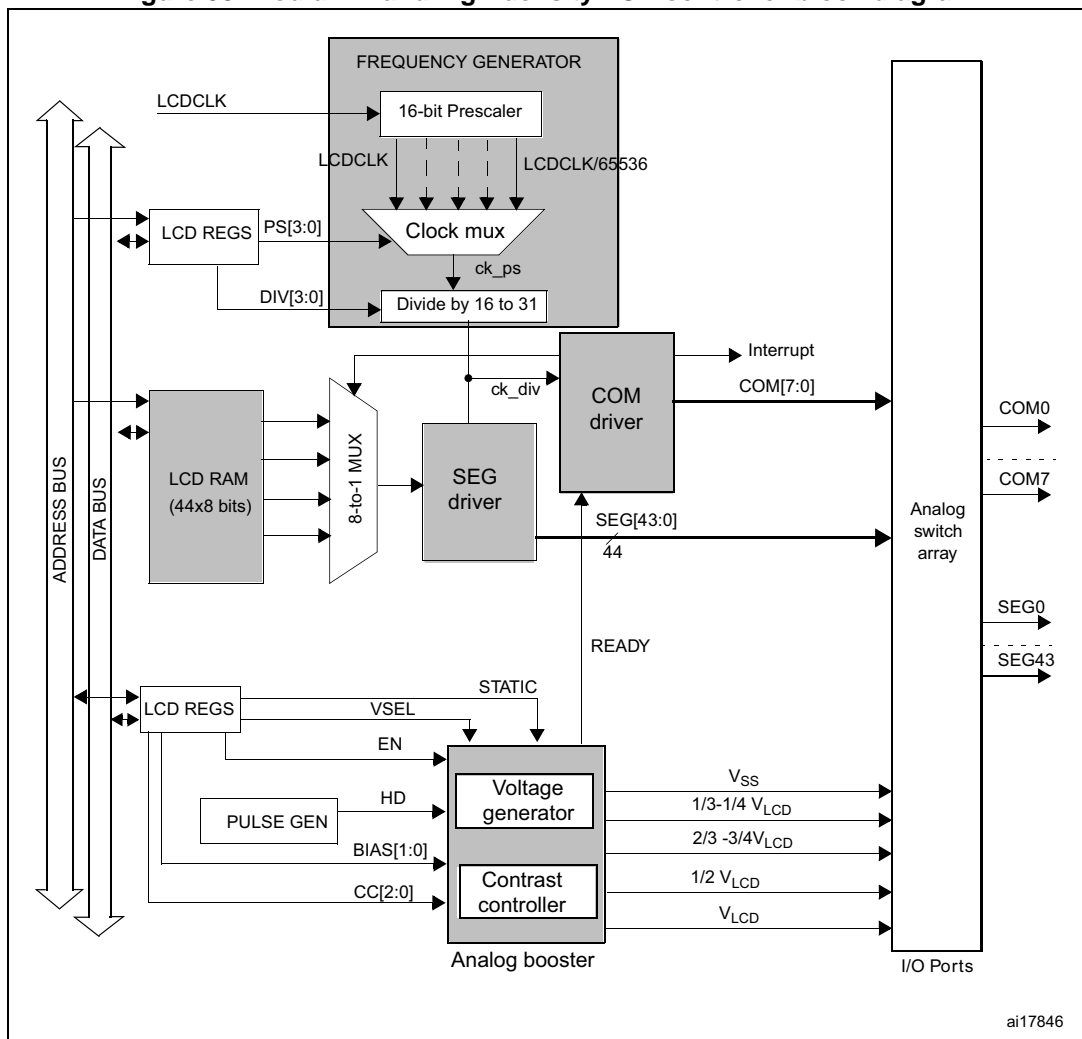 FREQUENCY GENERATOR
LCDCLK
16-bit Prescaler
LCDCLK
LCDCLK/65536
LCD REGS
PS[3:0]
Clock mux
ck_ps
DIV[3:0]
Divide by 16 to 31
Interrupt
ck_div
COM
driver
COM[7:0]
COM0
COM7
ADDRESS BUS
DATA BUS
LCD RAM
(44x8 bits)
8-to-1 MUX
SEG
driver
SEG[43:0]
44
Analog
switch
array
SEG0
SEG43
READY
LCD REGS
STATIC
VSEL
EN
PULSE GEN
HD
BIAS[1:0]
CC[2:0]
Voltage
generator
Contrast
controller
Analog booster
VSS
1/3-1/4 VLCD
2/3 -3/4VLCD
1/2 VLCD
VLCD
I/O Ports
ai17846